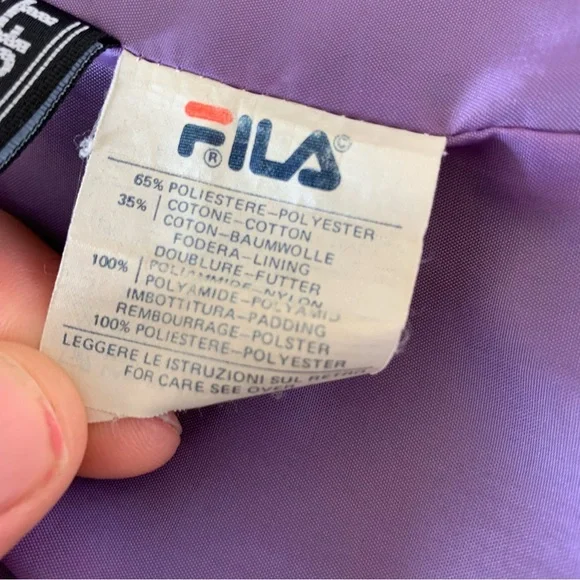 FILA ©
®
65% POLIESTERE-POLYESTER
35% COTONE-COTTON
COTON-BAUMWOLLE
FODERA-LINING
DOUBLURE-FUTTER
100% POLIAMMIDE-NYLON
POLYAMIDE-POLYAMID
IMBOTTITURA-PADDING
REMBOURRAGE-POLSTER
100% POLIESTERE-POLYESTER
LEGGERE LE ISTRUZIONI SUL RETRO
FOR CARE SEE OVER